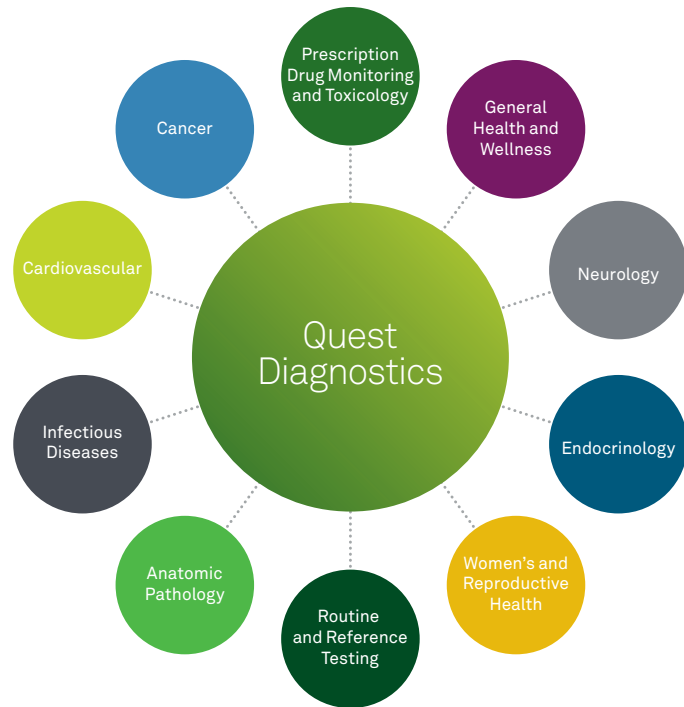 Prescription
Drug Monitoring
and Toxicology
General
Health and
Wellness
Neurology
Endocrinology
Women's and
Reproductive
Health
Routine
and Reference
Testing
Anatomic
Pathology
Infectious
Diseases
Cardiovascular
Cancer
Quest
Diagnostics